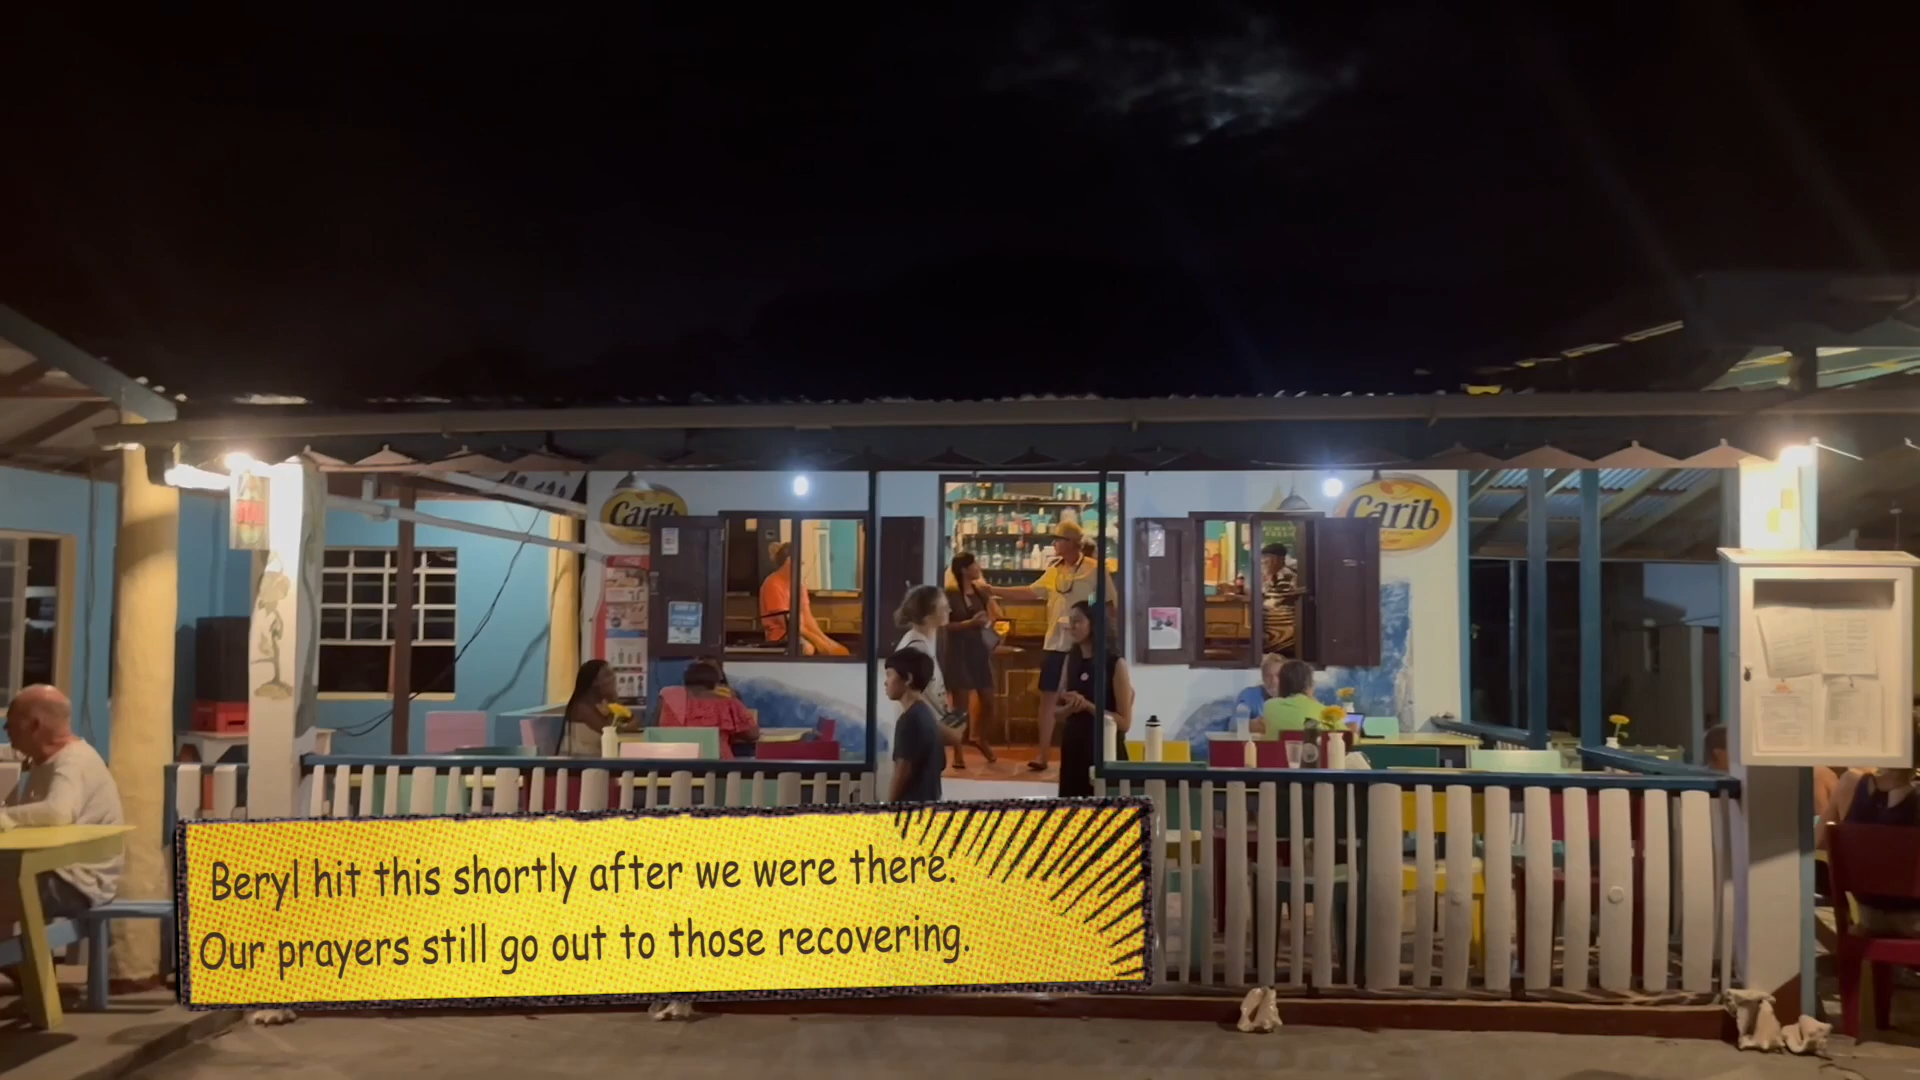 Carib
Carib
Beryl hit this shortly after we were there.
Our prayers still go out to those recovering.